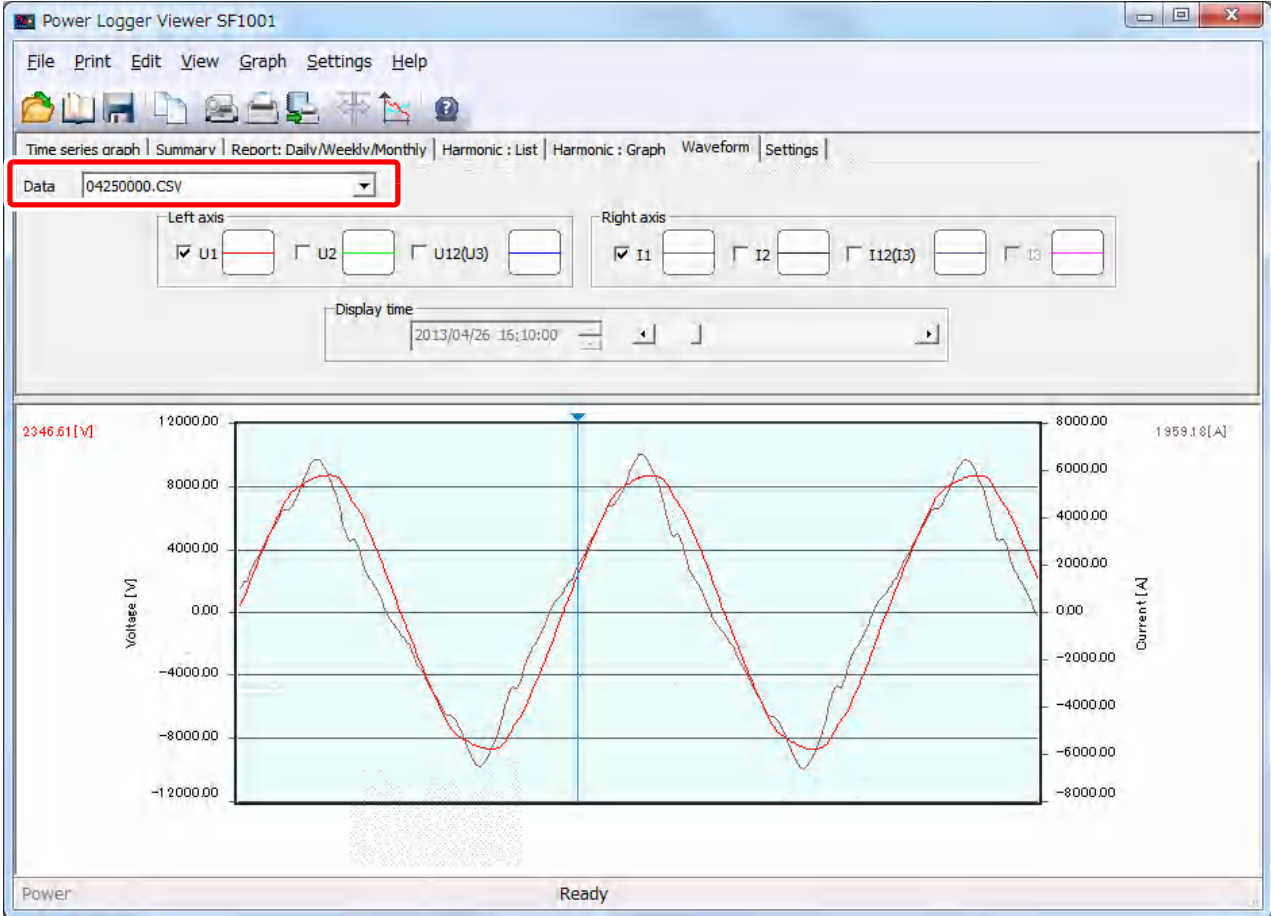 Power Logger Viewer SF1001
File Print Edit View Graph Settings Help
Time series graph Summary Report: Daily/Weekly/Monthly Harmonic : List Harmonic : Graph Waveform Settings
Data 04250000.CSV
Left axis Right axis
U1 U2 U12(U3) I1 I2 I12(I3) I3
Display time
2013/04/26 16:10:00
2346.61[V] 12000.00 8000.00 1959.18[A]
6000.00
8000.00
4000.00
4000.00
2000.00
Voltage [V] 0.00 0.00 Current [A]
-2000.00
-4000.00
-4000.00
-8000.00
-6000.00
-12000.00 -8000.00
Power Ready